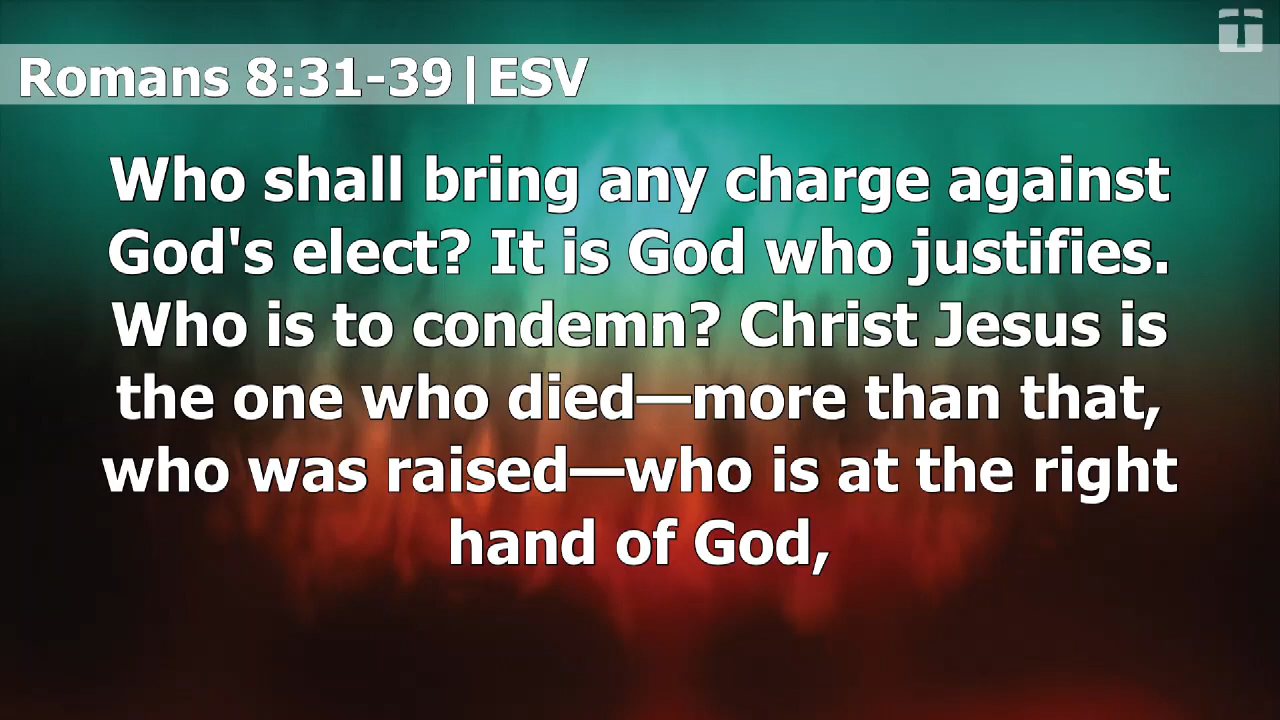 Romans 8:31-39|ESV
Who shall bring any charge against
God's elect? It is God who justifies.
Who is to condemn? Christ Jesus is
the one who died—more than that,
who was raised—who is at the right
hand of God,